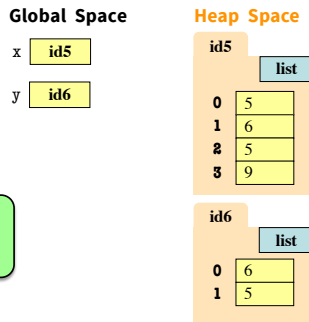 Global Space
x id5
y id6
Heap Space
id5
list
0 5
1 6
2 5
3 9
id6
list
0 6
1 5